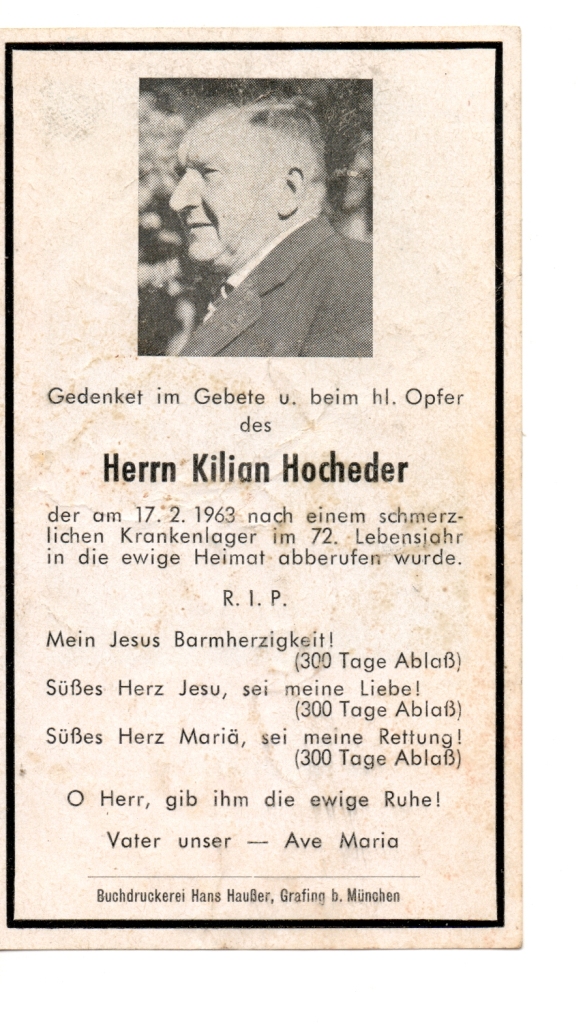 Gedenket im Gebete u. beim hl. Opfer
des
Herrn Kilian Hocheder
der am 17. 2. 1963 nach einem schmerz-
lichen Krankenlager im 72. Lebensjahr
in die ewige Heimat abberufen wurde.
R. I. P.
Mein Jesus Barmherzigkeit!
(300 Tage Ablaß)
Süßes Herz Jesu, sei meine Liebe!
(300 Tage Ablaß)
Süßes Herz Mariä, sei meine Rettung!
(300 Tage Ablaß)
O Herr, gib ihm die ewige Ruhe!
Vater unser — Ave Maria
Buchdruckerei Hans Haußer, Grafing b. München